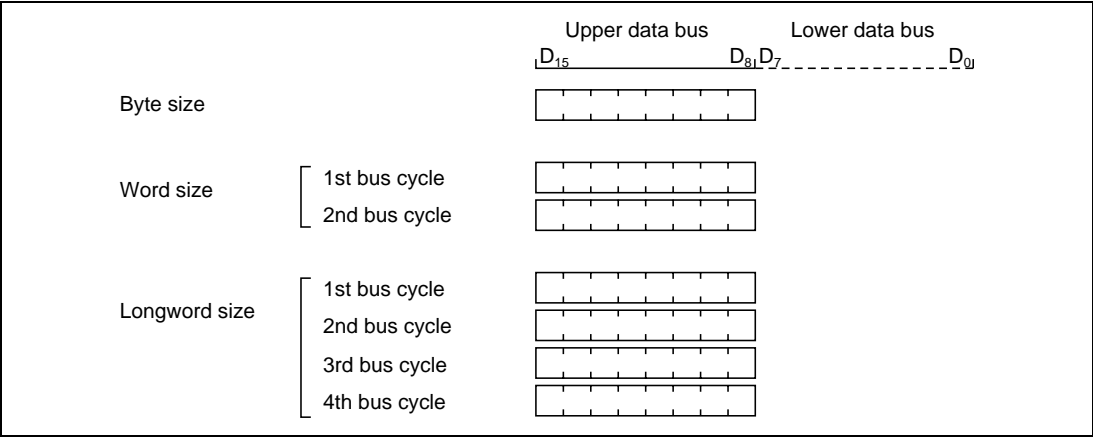 Upper data bus Lower data bus
D15 D8 D7 D0
Byte size
Word size
1st bus cycle
2nd bus cycle
Longword size
1st bus cycle
2nd bus cycle
3rd bus cycle
4th bus cycle